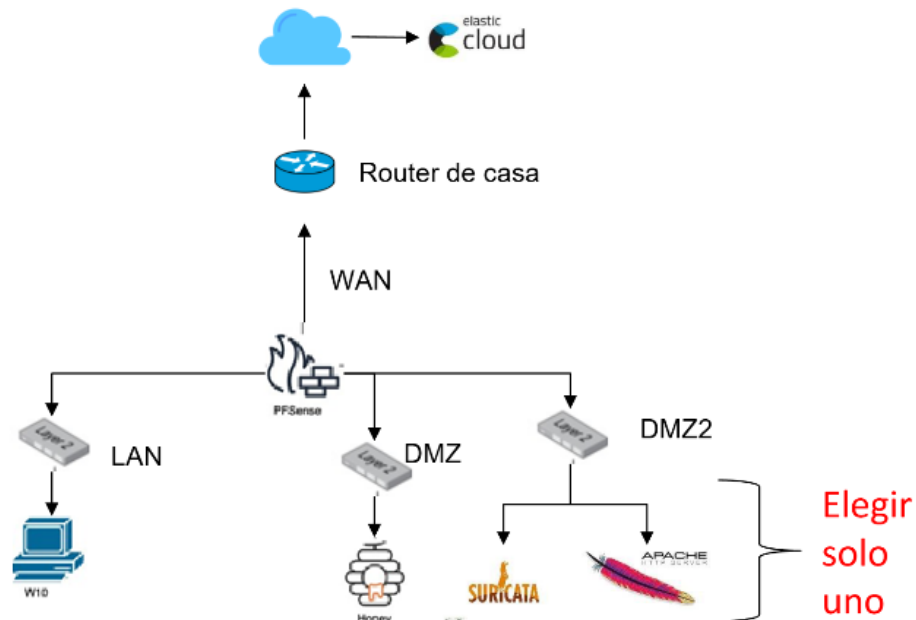 elastic
cloud
Router de casa
WAN
PFSense
Layer 2
LAN
Layer 2
DMZ
Layer 2
DMZ2
W10
Honey
SURICATA
APACHE
HTTP SERVER
Elegir
solo
uno